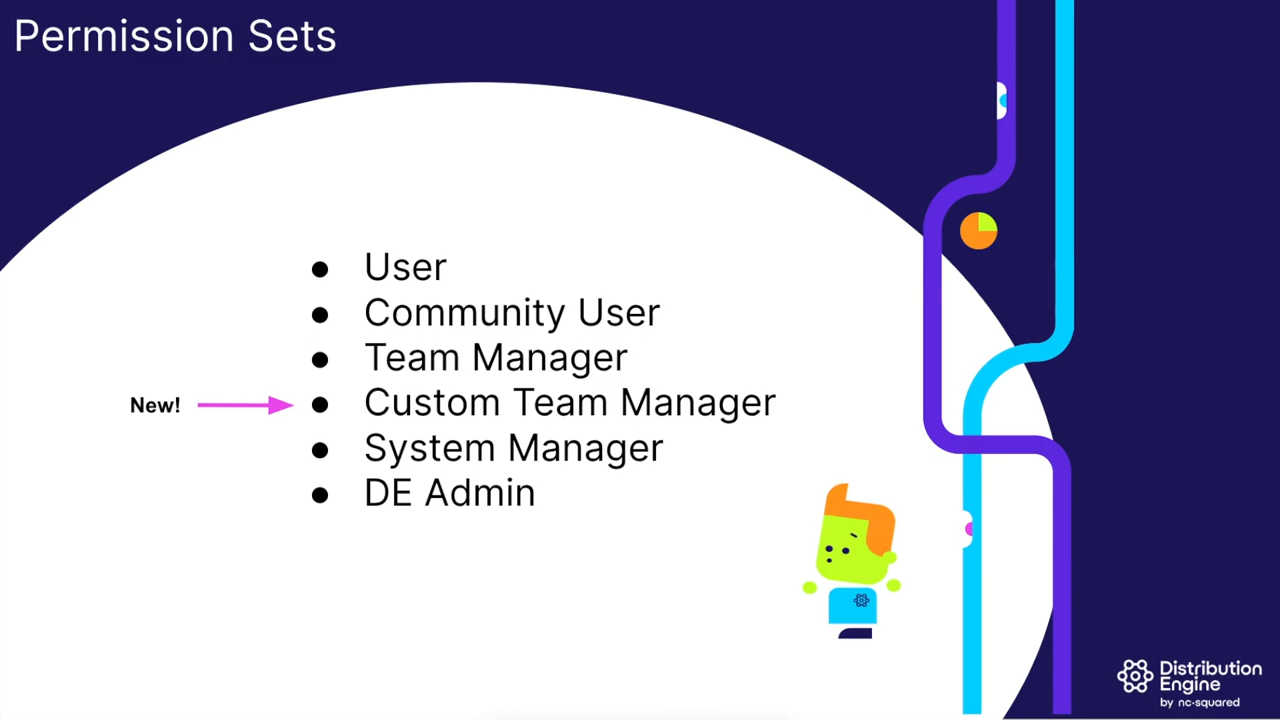 Permission Sets
● User
● Community User
● Team Manager
New!
● Custom Team Manager
● System Manager
● DE Admin
Distribution
Engine
by nc-squared